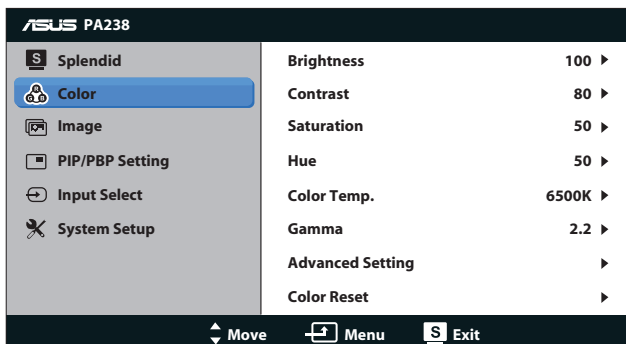 ASUS PA238
S Splendid
Color
Image
PIP/PBP Setting
Input Select
System Setup
Brightness 100
Contrast 80
Saturation 50
Hue 50
Color Temp. 6500K
Gamma 2.2
Advanced Setting
Color Reset
Move Menu S Exit